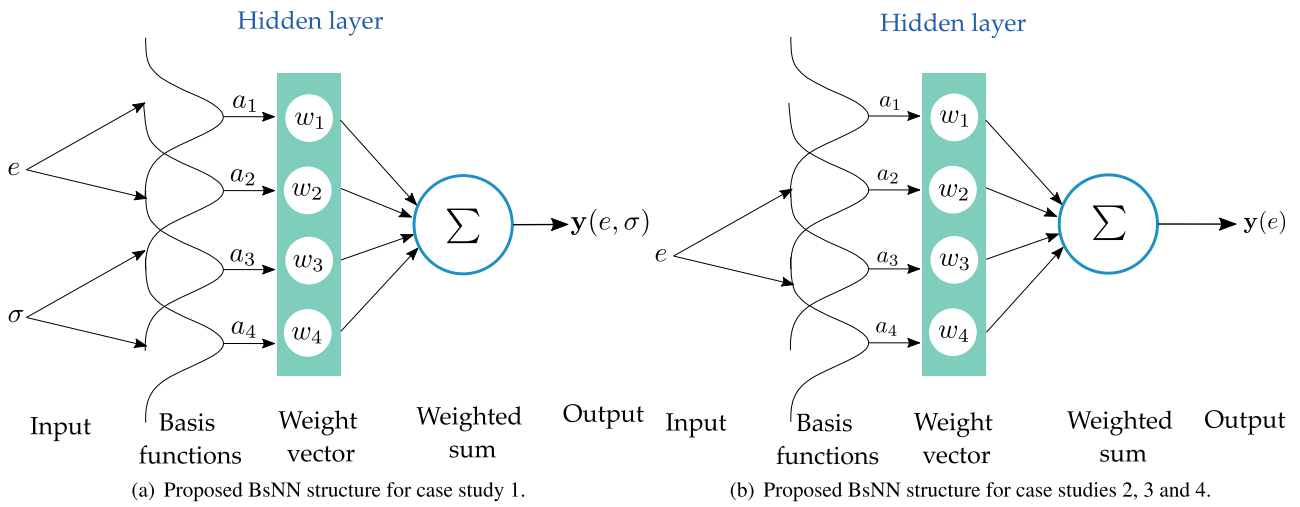 Hidden layer
e
σ
a1
a2
a3
a4
w1
w2
w3
w4
∑
y(e, σ)
Input
Basis
functions
Weight
vector
Weighted
sum
Output
(a) Proposed BsNN structure for case study 1.
Hidden layer
e
a1
a2
a3
a4
w1
w2
w3
w4
∑
y(e)
Input
Basis
functions
Weight
vector
Weighted
sum
Output
(b) Proposed BsNN structure for case studies 2, 3 and 4.